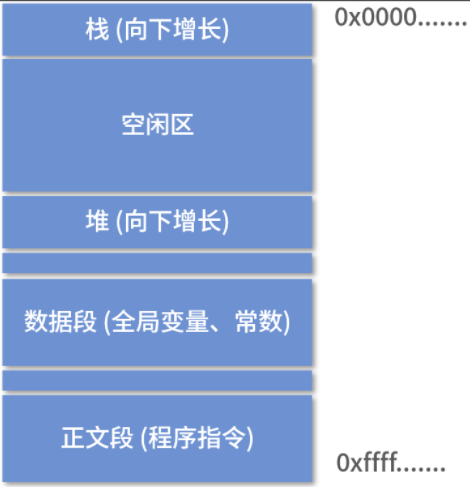 栈 (向下增长)
0x0000.......
空闲区
堆 (向下增长)
数据段 (全局变量、常数)
正文段 (程序指令)
0xffff.......